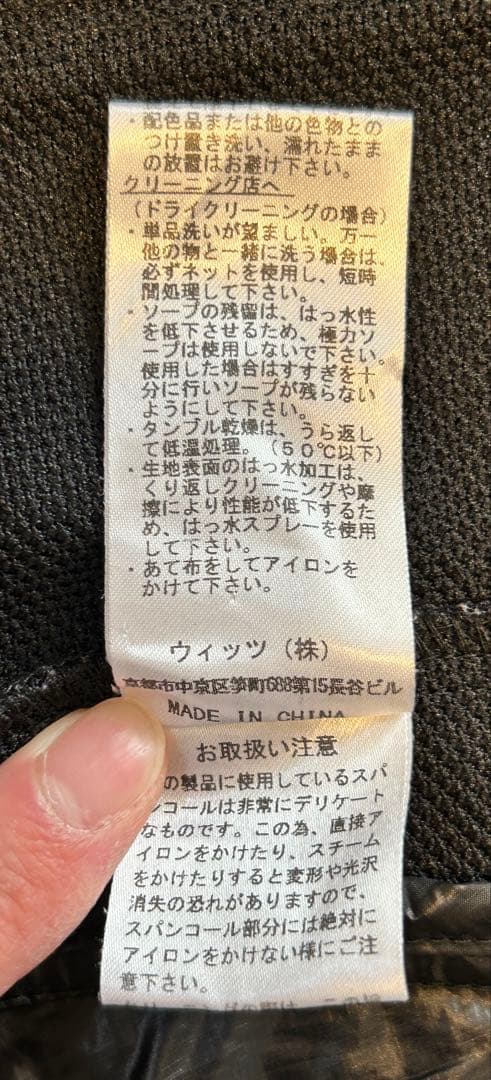 ・配色品または他の色物との
つけ置き洗い、濡れたまま
の放置はお避け下さい。
クリーニング店へ
（ドライクリーニングの場合）
・単品洗いが望ましい。万一
他の物と一緒に洗う場合は、
必ずネットを使用し、短時
間処理して下さい。
・ソープの残留は、はっ水性
を低下させるため、極力ソ
ープは使用しないで下さい。
使用した場合はすすぎを十
分に行いソープが残らない
ようにして下さい。
・タンブル乾燥は、うら返し
て低温処理。（50℃以下）
・生地表面のはっ水加工は、
くり返しクリーニングや摩
擦により性能が低下するた
め、はっ水スプレーを使用
して下さい。
・あて布をしてアイロンを
かけて下さい。
ウィッツ（株）
京都市中京区笋町688第15長谷ビル
MADE IN CHINA
お取扱い注意
の製品に使用しているスパ
ンコールは非常にデリケート
なものです。この為、直接ア
イロンをかけたり、スチーム
をかけたりすると変形や光沢
消失の恐れがありますので、
スパンコール部分には絶対に
アイロンをかけない様にご注
意下さい。